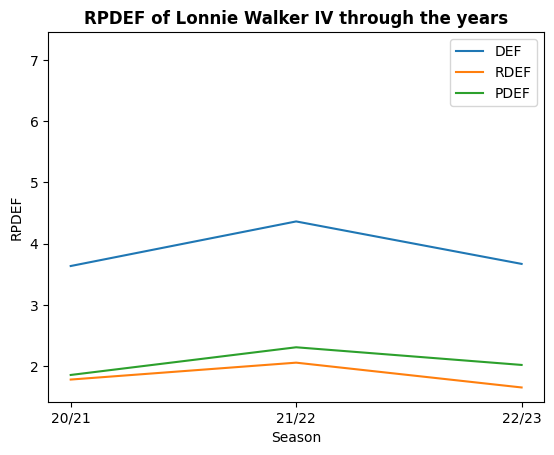 RPDEF of Lonnie Walker IV through the years
DEF
RDEF
PDEF
7
6
5
4
3
2
RPDEF
20/21
21/22
22/23
Season